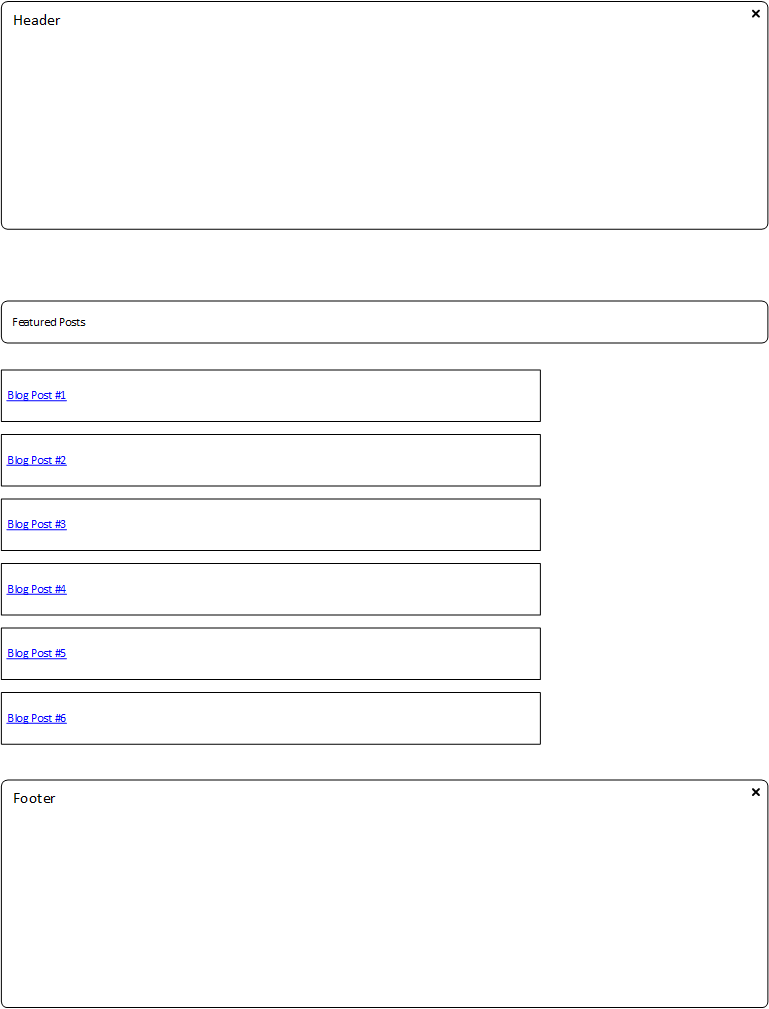 Header
Featured Posts
Blog Post #1
Blog Post #2
Blog Post #3
Blog Post #4
Blog Post #5
Blog Post #6
Footer